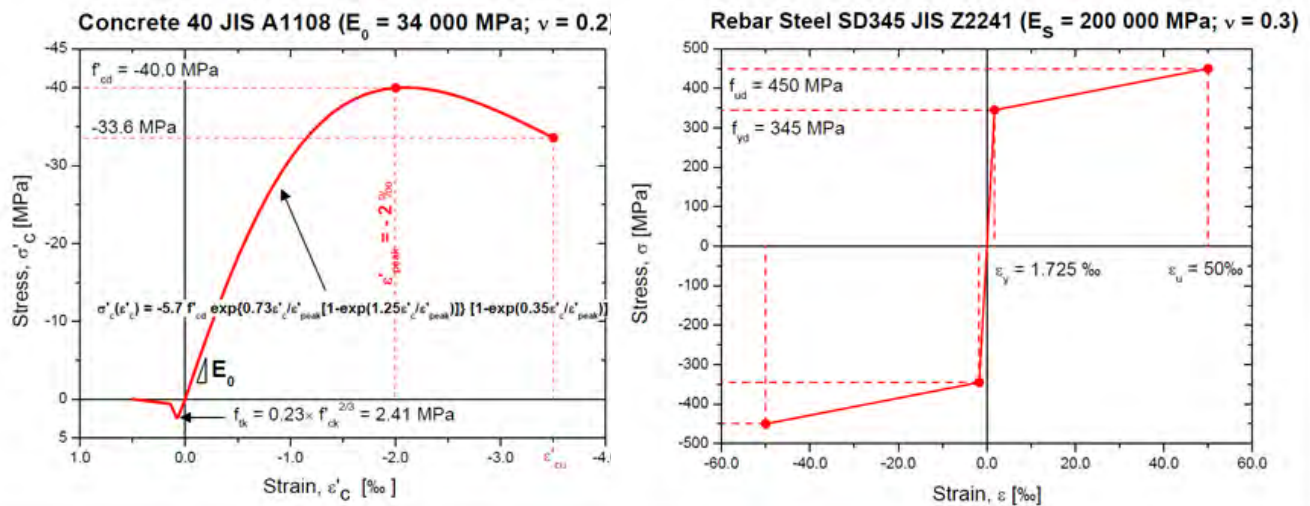 Concrete 40 JIS A1108 (E₀ = 34 000 MPa; ν = 0.2)
-45
-40
-30
-20
-10
0
5
Stress, σ'C [MPa]
f'cd = -40.0 MPa
-33.6 MPa
ε'peak = - 2 ‰
σ'c(ε'c) = -5.7 f'cd exp{0.73ε'c/ε'peak[1-exp(1.25ε'c/ε'peak)]} [1-exp(0.35ε'c/ε'peak)]
E₀
ftk = 0.23× f'ck^2/3 = 2.41 MPa
ε'cu
1.0
0.0
-1.0
-2.0
-3.0
-4.
Strain, ε'C [‰ ]
Rebar Steel SD345 JIS Z2241 (ES = 200 000 MPa; ν = 0.3)
500
400
300
200
100
0
-100
-200
-300
-400
-500
Stress, σ [MPa]
fud = 450 MPa
fyd = 345 MPa
εy = 1.725 ‰
εu = 50‰
-60.0
-40.0
-20.0
0.0
20.0
40.0
60.0
Strain, ε [‰]